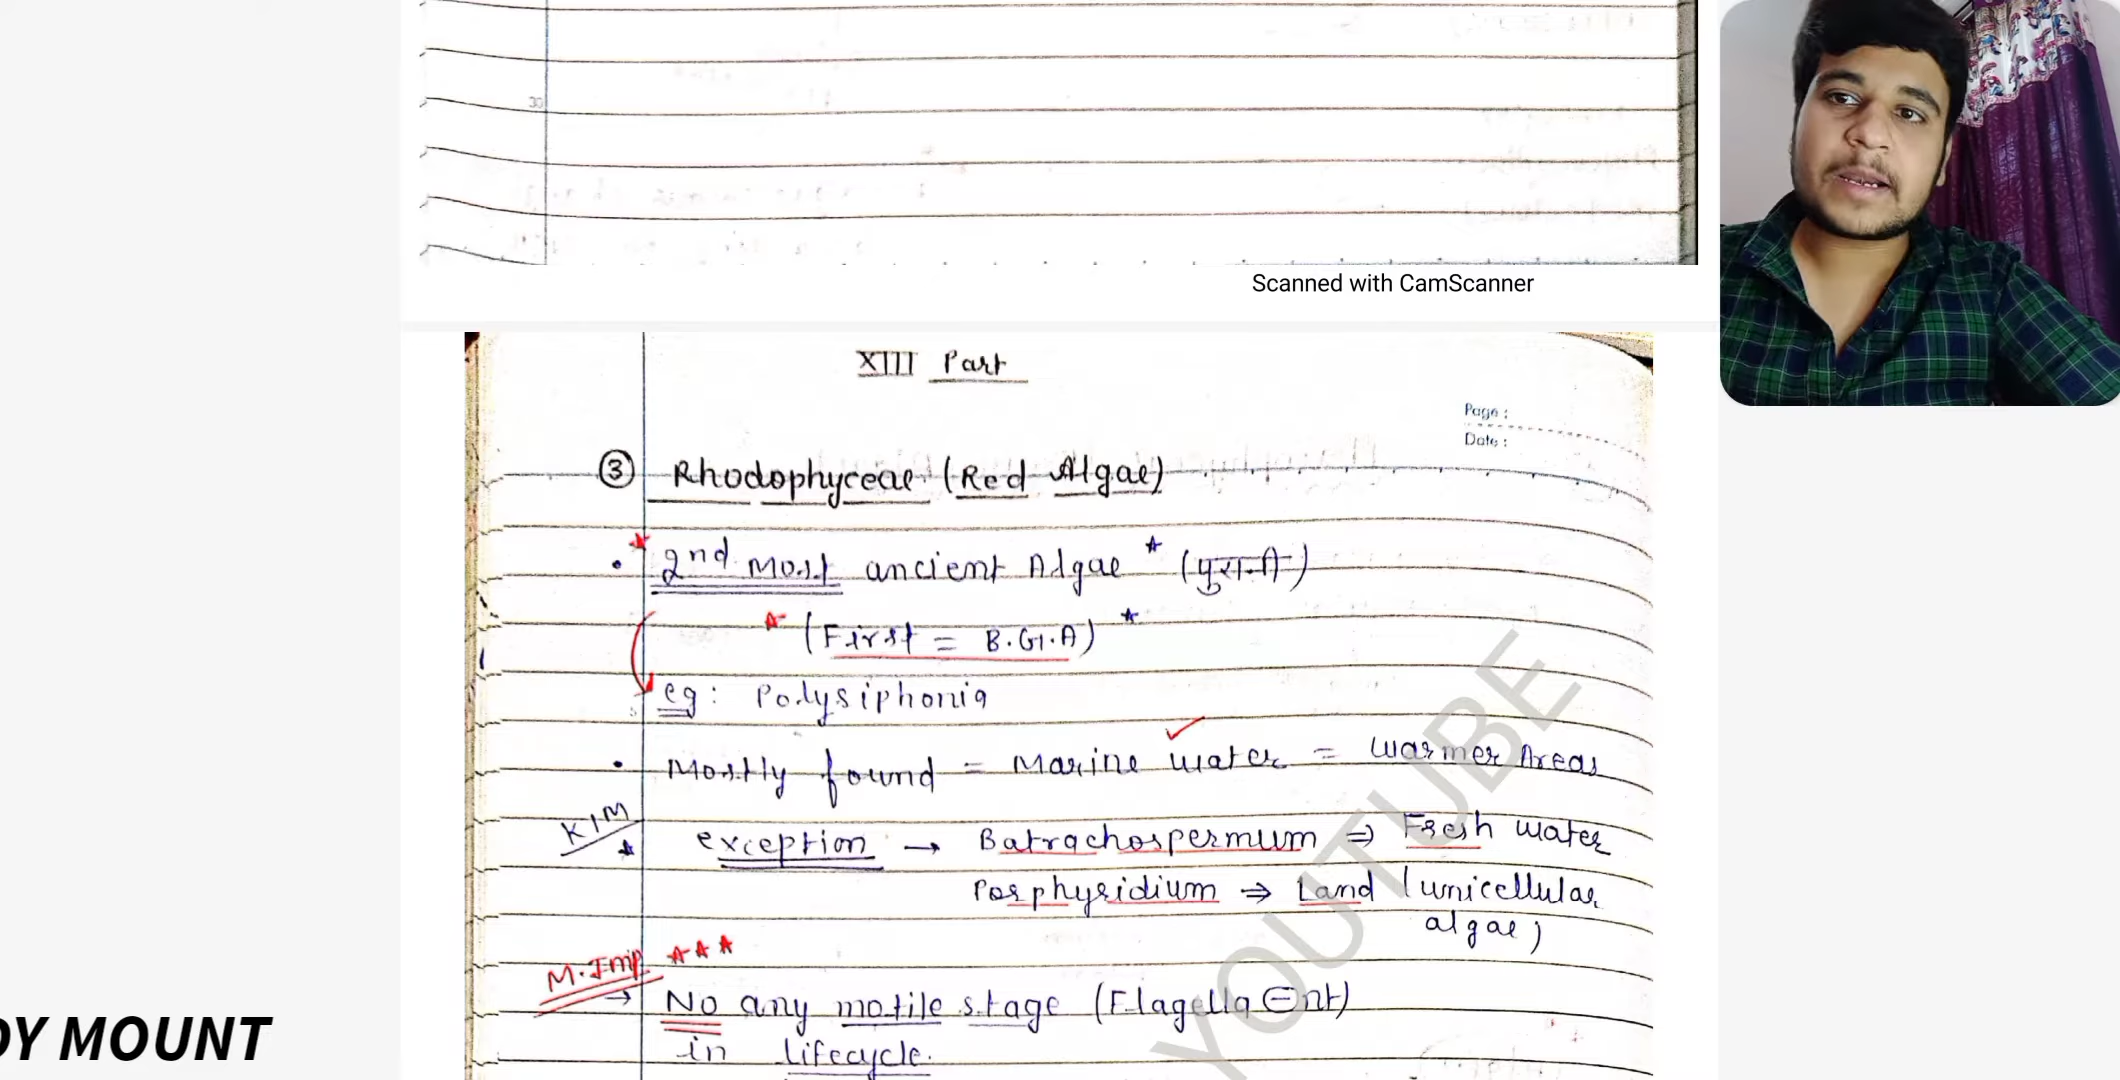 30
Scanned with CamScanner
XIII Part
Page :
Date :
③ Rhodophyceae (Red Algae)
• 2nd Most ancient Algae * (पुरानी)
(First = B.G.A) *
eg: Polysiphonia
• Mostly found = Marine water = warmer Areas
KIM
exception → Batrachospermum ⇒ Fresh water
Porphyridium ⇒ Land (unicellular
algae)
M.Imp ★★★
→ No any motile stage (Flagella ⊖nt)
in lifecycle.
YOUTUBE
DY MOUNT